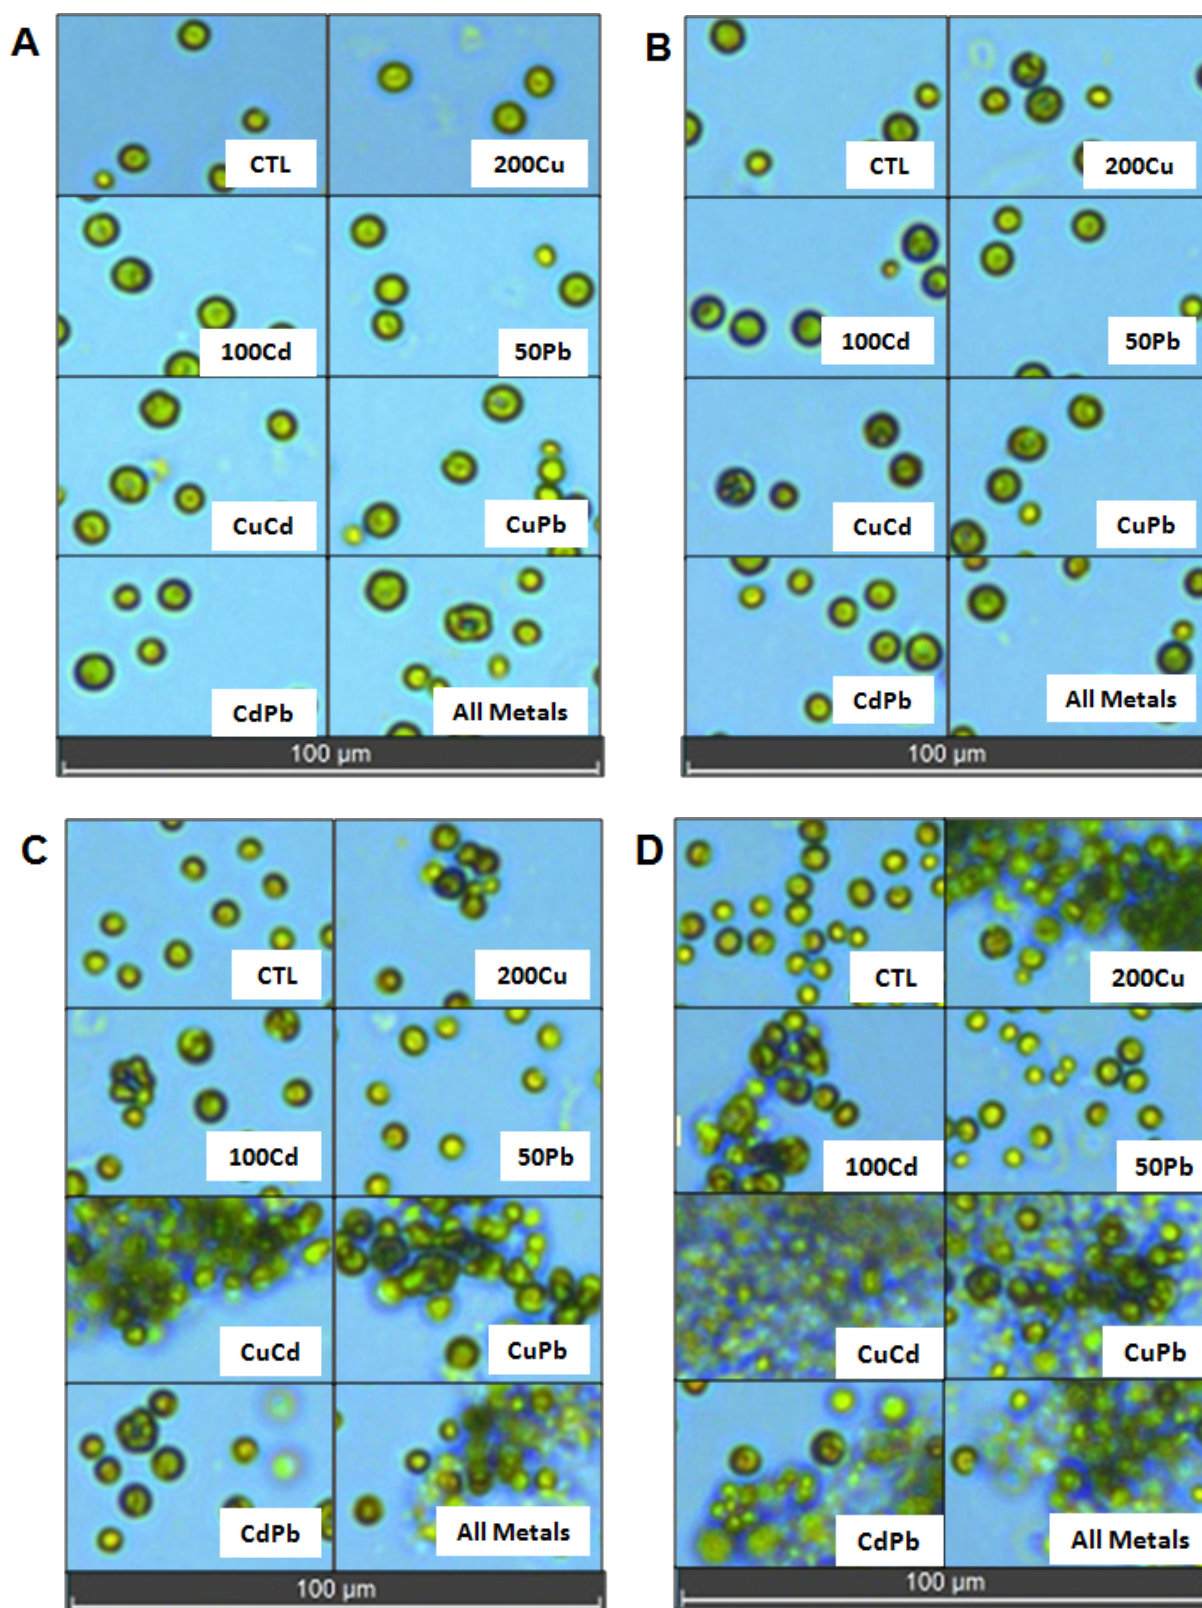 A
CTL
200Cu
100Cd
50Pb
CuCd
CuPb
CdPb
All Metals
100 µm
B
CTL
200Cu
100Cd
50Pb
CuCd
CuPb
CdPb
All Metals
100 µm
C
CTL
200Cu
100Cd
50Pb
CuCd
CuPb
CdPb
All Metals
100 µm
D
CTL
200Cu
100Cd
50Pb
CuCd
CuPb
CdPb
All Metals
100 µm